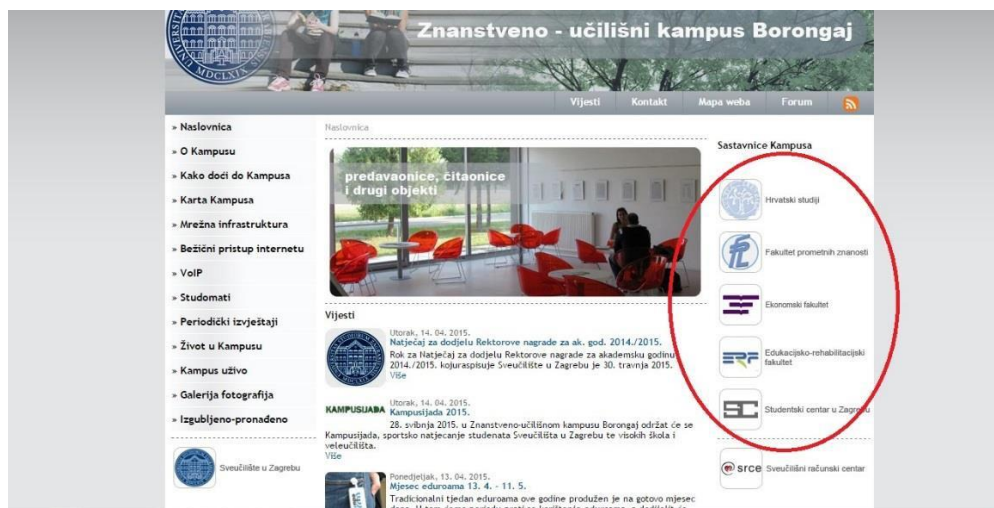 Znanstveno - učilišni kampus Borongaj
Vijesti Kontakt Mapa weba Forum
» Naslovnica
» O Kampusu
» Kako doći do Kampusa
» Karta Kampusa
» Mrežna infrastruktura
» Bežični pristup internetu
» VoIP
» Studomati
» Periodički izvještaji
» Život u Kampusu
» Kampus uživo
» Galerija fotografija
» Izgubljeno-pronađeno
Sveučilište u Zagrebu
Naslovnica
predavaonice, čitaonice
i drugi objekti
Vijesti
Utorak, 14. 04. 2015.
Natječaj za dodjelu Rektorove nagrade za ak. god. 2014./2015.
Rok za Natječaj za dodjelu Rektorove nagrade za akademsku godinu
2014./2015. kojuraspisuje Sveučilište u Zagrebu je 30. travnja 2015.
Više
KAMPUSIJADA
Utorak, 14. 04. 2015.
Kampusijada 2015.
28. svibnja 2015. u Znanstveno-učilišnom kampusu Borongaj održat će se
Kampusijada, sportsko natjecanje studenata Sveučilišta u Zagrebu te visokih škola i
veleučilišta.
Više
Ponedjeljak, 13. 04. 2015.
Mjesec eduroama 13. 4. - 11. 5.
Tradicionalni tjedan eduroama ove godine produžen je na gotovo mjesec
Sastavnice Kampusa
Hrvatski studiji
Fakultet prometnih znanosti
Ekonomski fakultet
ERF
Edukacijsko-rehabilitacijski
fakultet
SC
Studentski centar u Zagrebu
srce
Sveučilišni računski centar